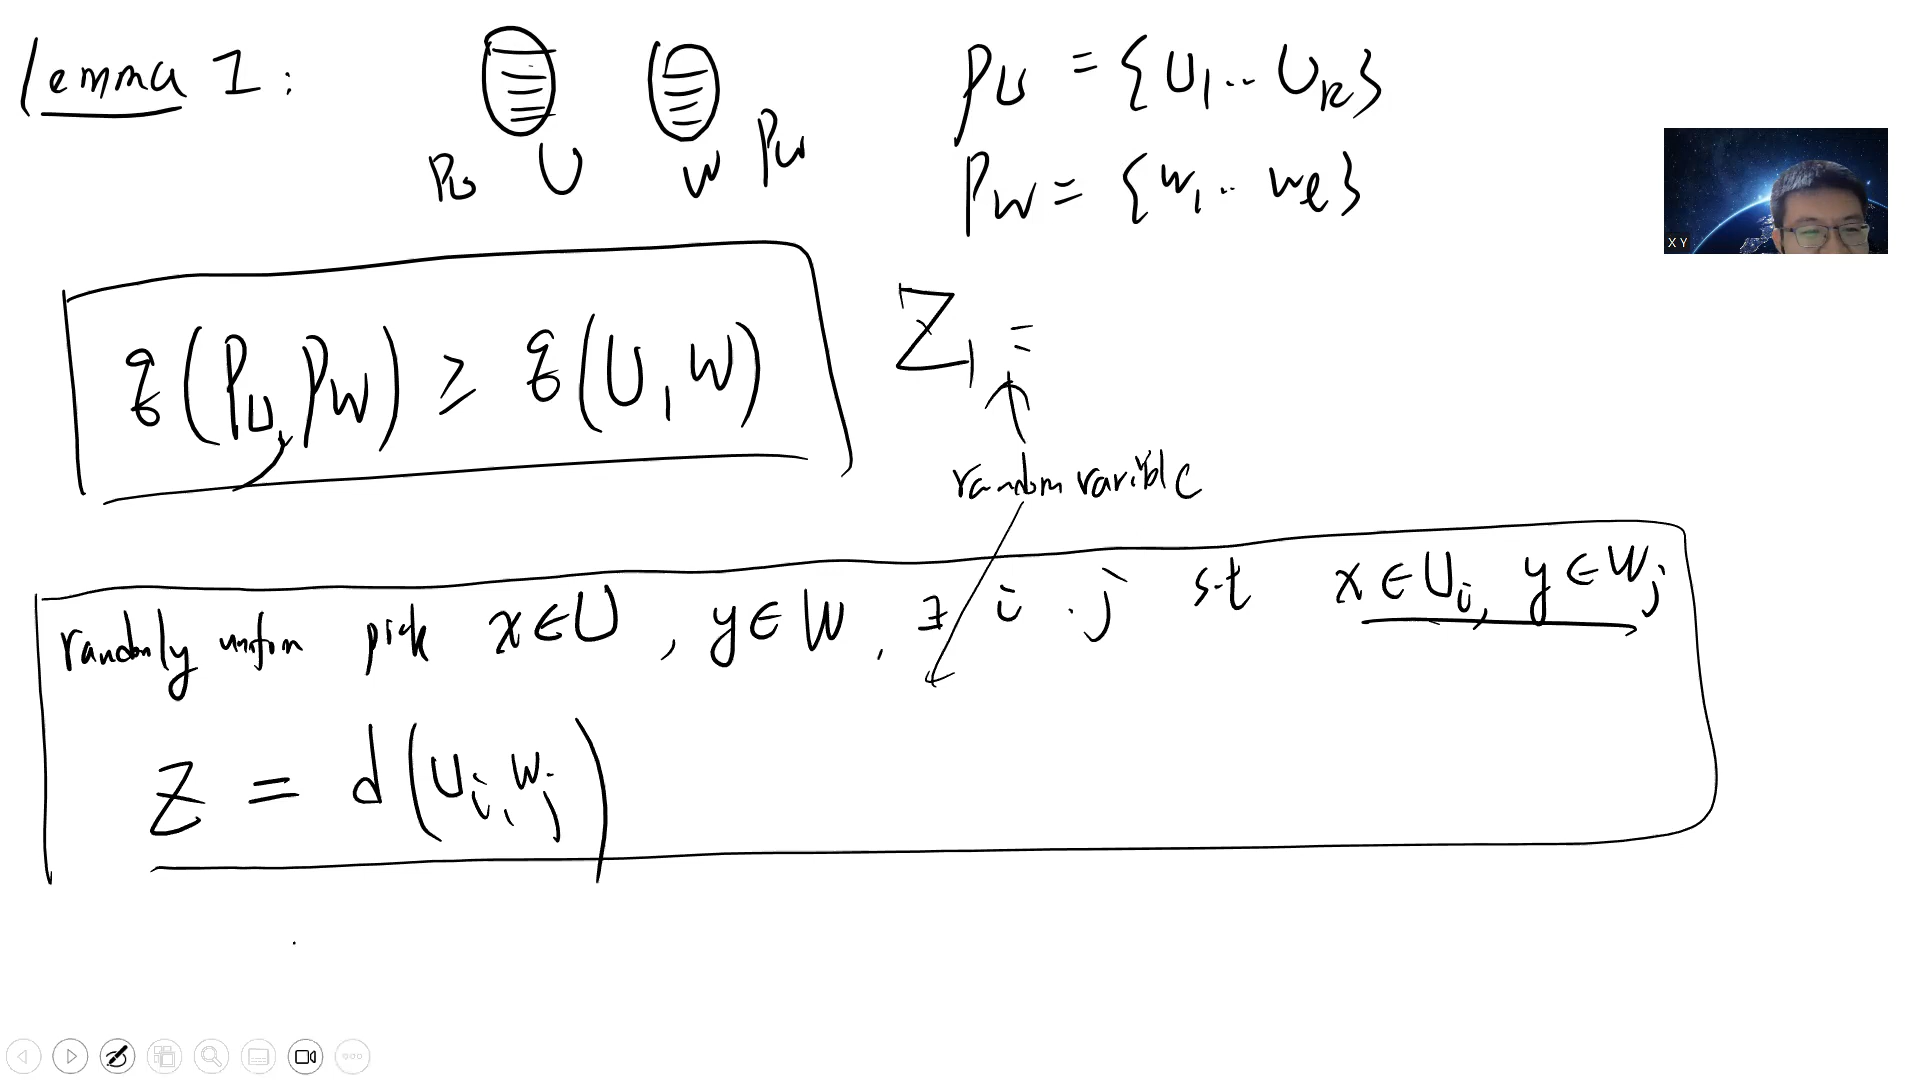 Lemma 1:
P_U U W P_W
P_U = {U_1 .. U_k}
P_W = {W_1 .. W_l}
q(P_U, P_W) ≥ q(U, W)
Z_1 =
random varible
randomly uniform pick x∈U, y∈W, ∃ i, j s.t x∈U_i, y∈W_j
Z = d(U_i, W_j)
X Y